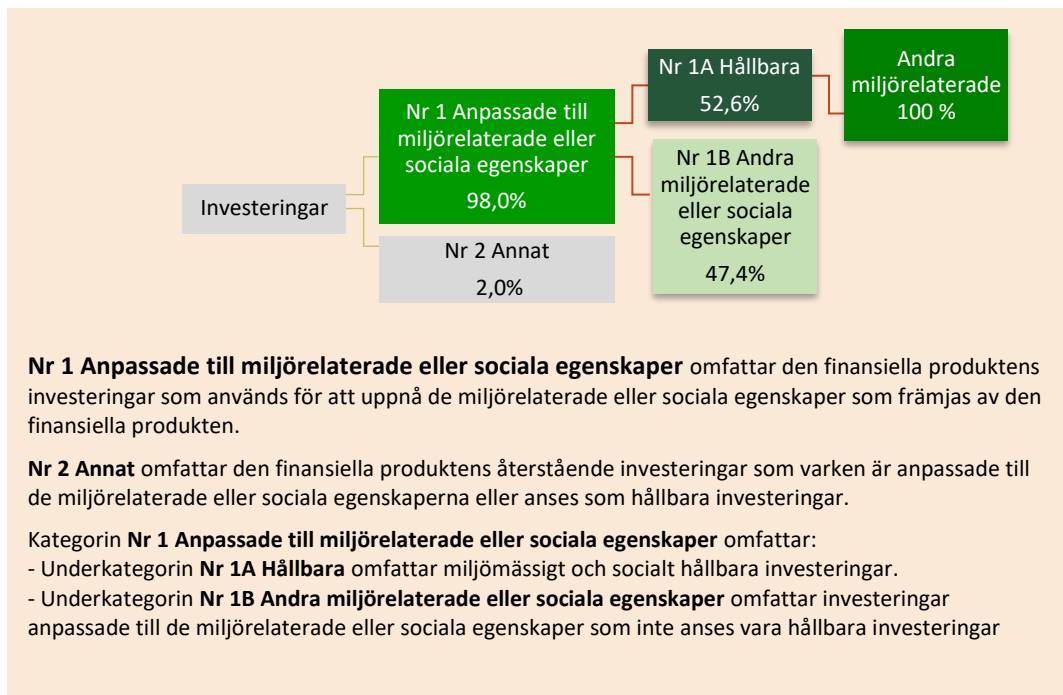 Investeringar
Nr 1 Anpassade till
miljörelaterade eller
sociala egenskaper
98,0%
Nr 2 Annat
2,0%
Nr 1A Hållbara
52,6%
Nr 1B Andra
miljörelaterade
eller sociala
egenskaper
47,4%
Andra
miljörelaterade
100 %
Nr 1 Anpassade till miljörelaterade eller sociala egenskaper omfattar den finansiella produktens
investeringar som används för att uppnå de miljörelaterade eller sociala egenskaper som främjas av den
finansiella produkten.
Nr 2 Annat omfattar den finansiella produktens återstående investeringar som varken är anpassade till
de miljörelaterade eller sociala egenskaperna eller anses som hållbara investeringar.
Kategorin Nr 1 Anpassade till miljörelaterade eller sociala egenskaper omfattar:
- Underkategorin Nr 1A Hållbara omfattar miljömässigt och socialt hållbara investeringar.
- Underkategorin Nr 1B Andra miljörelaterade eller sociala egenskaper omfattar investeringar
anpassade till de miljörelaterade eller sociala egenskaper som inte anses vara hållbara investeringar